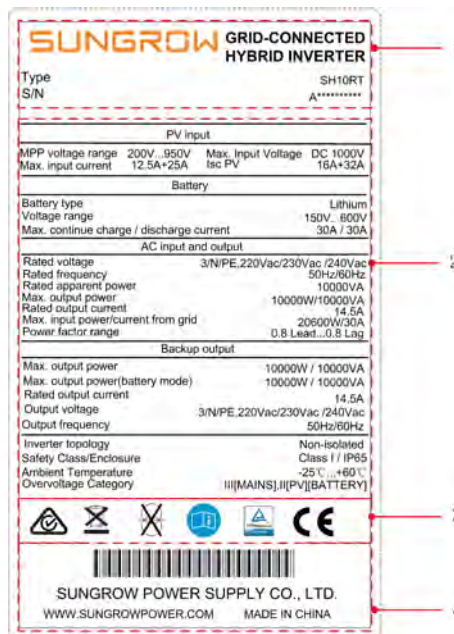 SUNGROW GRID-CONNECTED
HYBRID INVERTER
Type SH10RT
S/N A**********
PV input
MPP voltage range 200V...950V Max. Input Voltage DC 1000V
Max. input current 12.5A+25A Isc PV 16A+32A
Battery
Battery type Lithium
Voltage range 150V...600V
Max. continue charge / discharge current 30A / 30A
AC input and output
Rated voltage 3/N/PE,220Vac/230Vac /240Vac
Rated frequency 50Hz/60Hz
Rated apparent power 10000VA
Max. output power 10000W/10000VA
Rated output current 14.5A
Max. input power/current from grid 20600W/30A
Power factor range 0.8 Lead...0.8 Lag
Backup output
Max. output power 10000W / 10000VA
Max. output power(battery mode) 10000W / 10000VA
Rated output current 14.5A
Output voltage 3/N/PE,220Vac/230Vac /240Vac
Output frequency 50Hz/60Hz
Inverter topology Non-isolated
Safety Class/Enclosure Class I / IP65
Ambient Temperature -25℃...+60℃
Overvoltage Category III[MAINS],II[PV][BATTERY]
CE
SUNGROW POWER SUPPLY CO., LTD.
WWW.SUNGROWPOWER.COM MADE IN CHINA